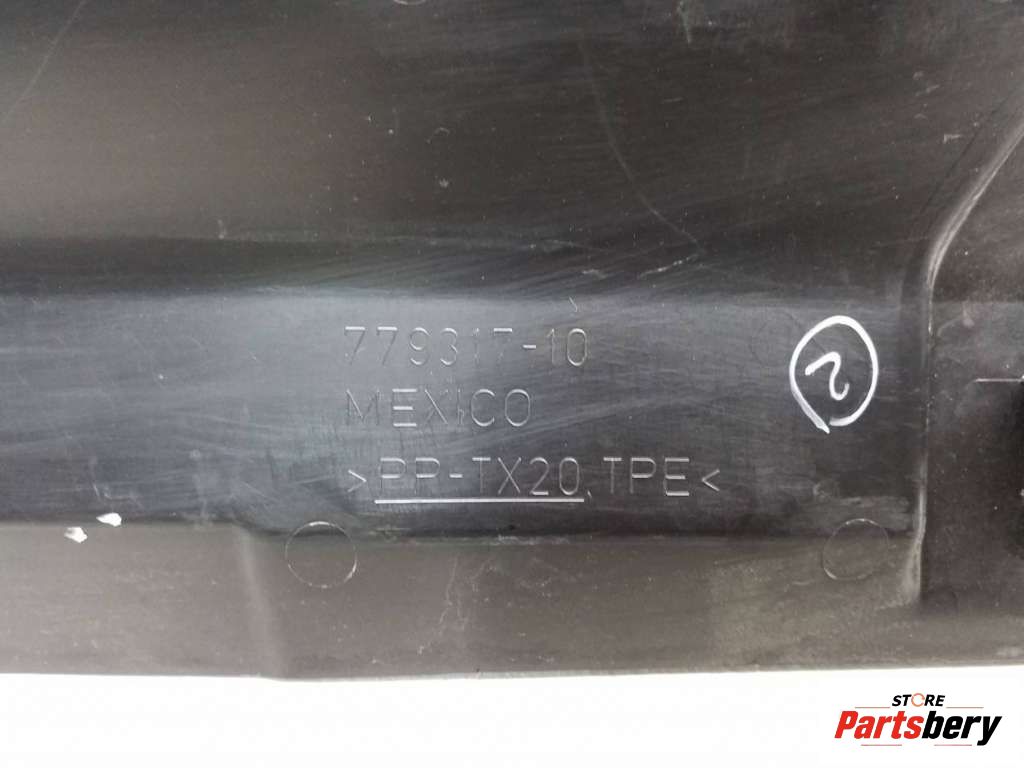 779317-10
MEXICO
>PP-TX20,TPE<
2
STORE
Partsbery